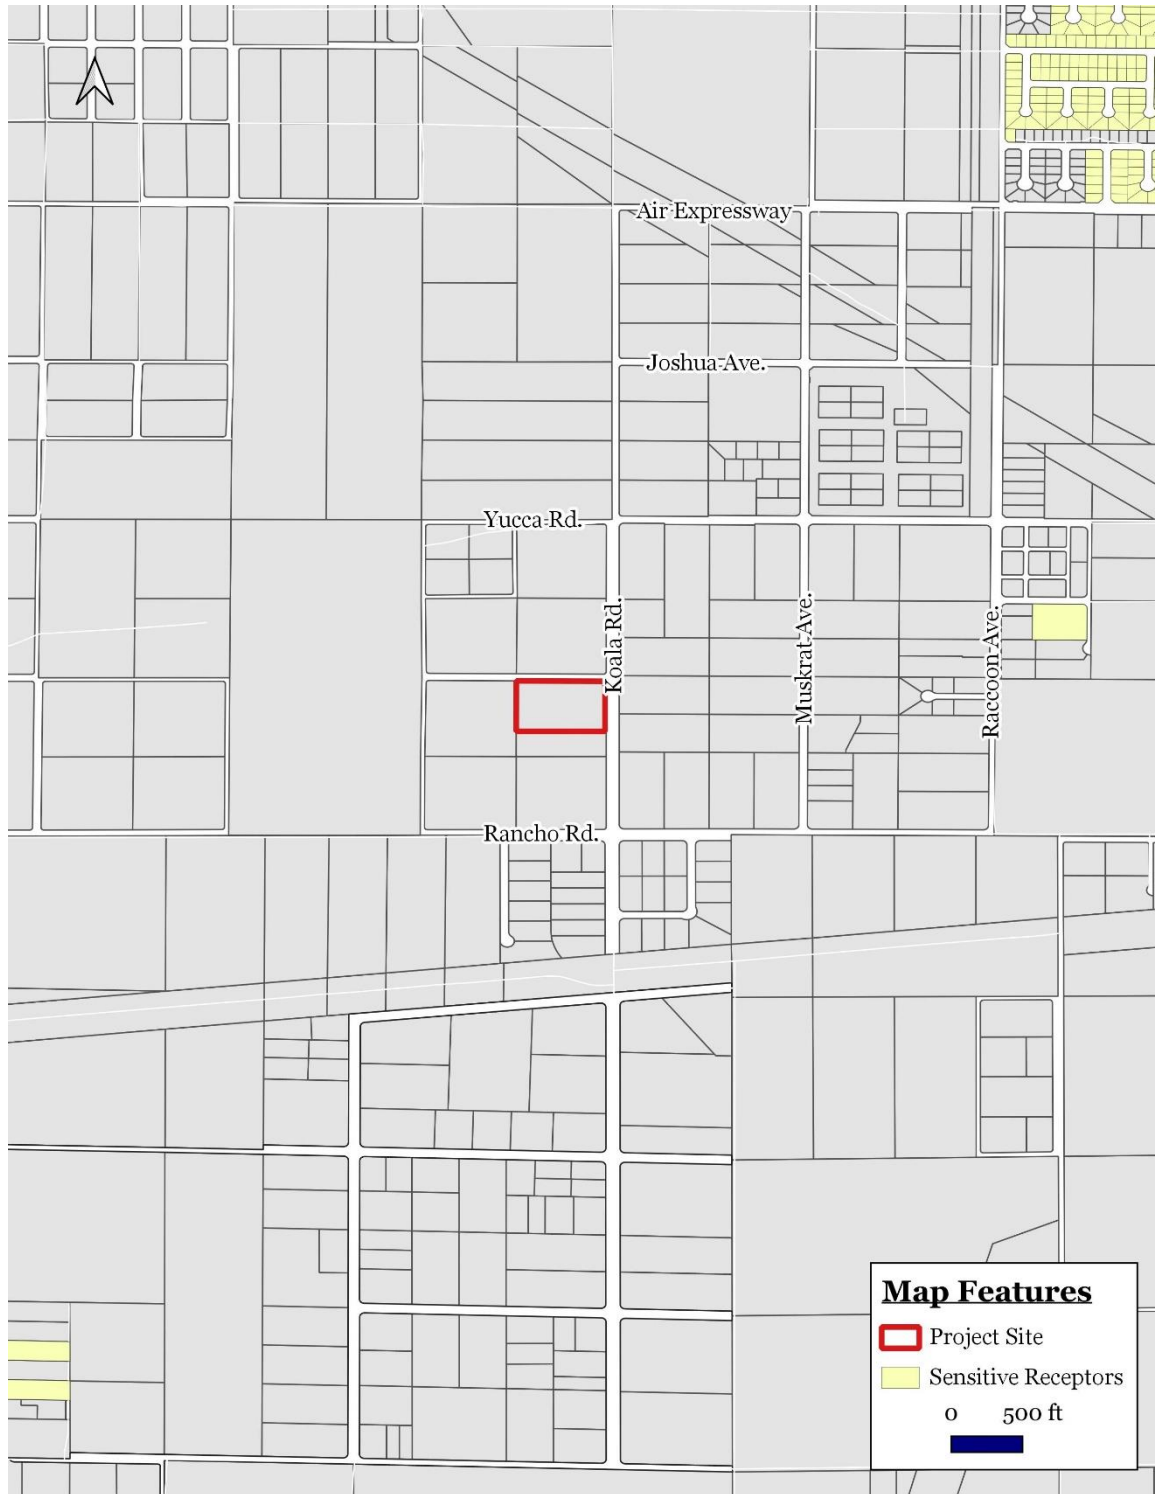 Air Expressway
Joshua Ave.
Yucca Rd.
Koala Rd.
Muskrat Ave.
Raccoon Ave.
Rancho Rd.
Map Features
Project Site
Sensitive Receptors
0 500 ft